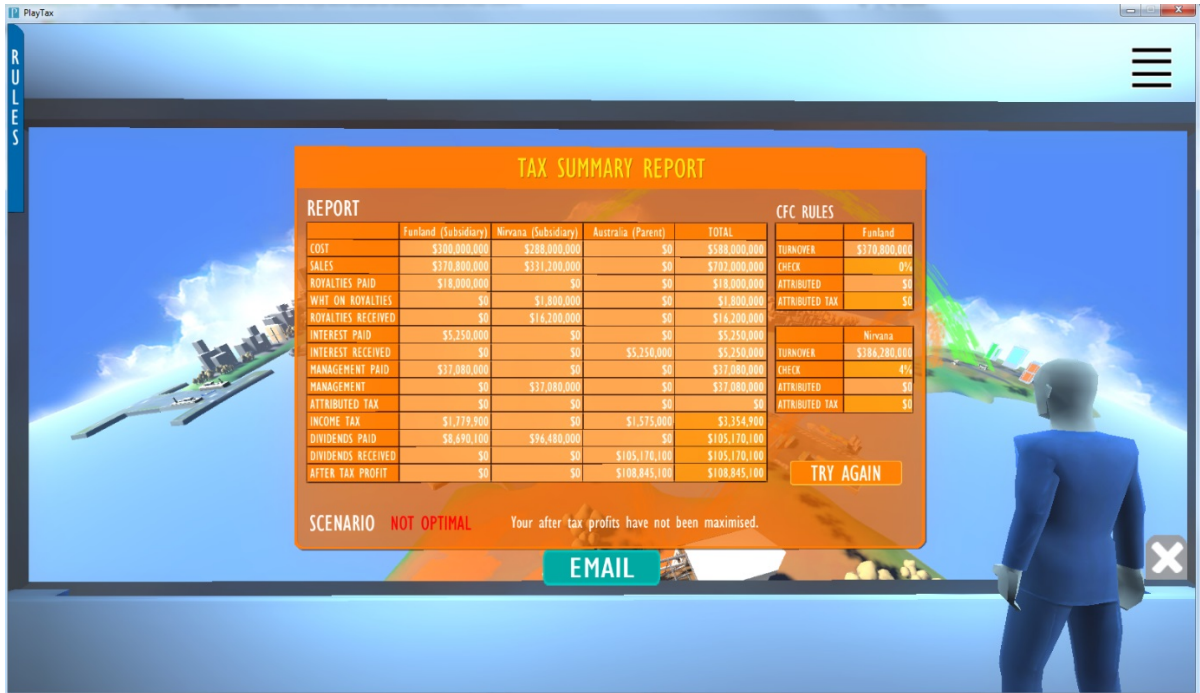 PlayTax
RULES
TAX SUMMARY REPORT
REPORT
Funland (Subsidiary) Nirvana (Subsidiary) Australia (Parent) TOTAL
COST $300,000,000 $288,000,000 $0 $588,000,000
SALES $370,800,000 $331,200,000 $0 $702,000,000
ROYALTIES PAID $18,000,000 $0 $0 $18,000,000
WHT ON ROYALTIES $0 $1,800,000 $0 $1,800,000
ROYALTIES RECEIVED $0 $16,200,000 $0 $16,200,000
INTEREST PAID $5,250,000 $0 $0 $5,250,000
INTEREST RECEIVED $0 $0 $5,250,000 $5,250,000
MANAGEMENT PAID $37,080,000 $0 $0 $37,080,000
MANAGEMENT $0 $37,080,000 $0 $37,080,000
ATTRIBUTED TAX $0 $0 $0 $0
INCOME TAX $1,779,900 $0 $1,575,000 $3,354,900
DIVIDENDS PAID $8,690,100 $96,480,000 $0 $105,170,100
DIVIDENDS RECEIVED $0 $0 $105,170,100 $105,170,100
AFTER TAX PROFIT $0 $0 $108,845,100 $108,845,100
CFC RULES
Funland
TURNOVER $370,800,000
CHECK 0%
ATTRIBUTED $0
ATTRIBUTED TAX $0
Nirvana
TURNOVER $386,280,000
CHECK 4%
ATTRIBUTED $0
ATTRIBUTED TAX $0
TRY AGAIN
SCENARIO NOT OPTIMAL Your after tax profits have not been maximised.
EMAIL